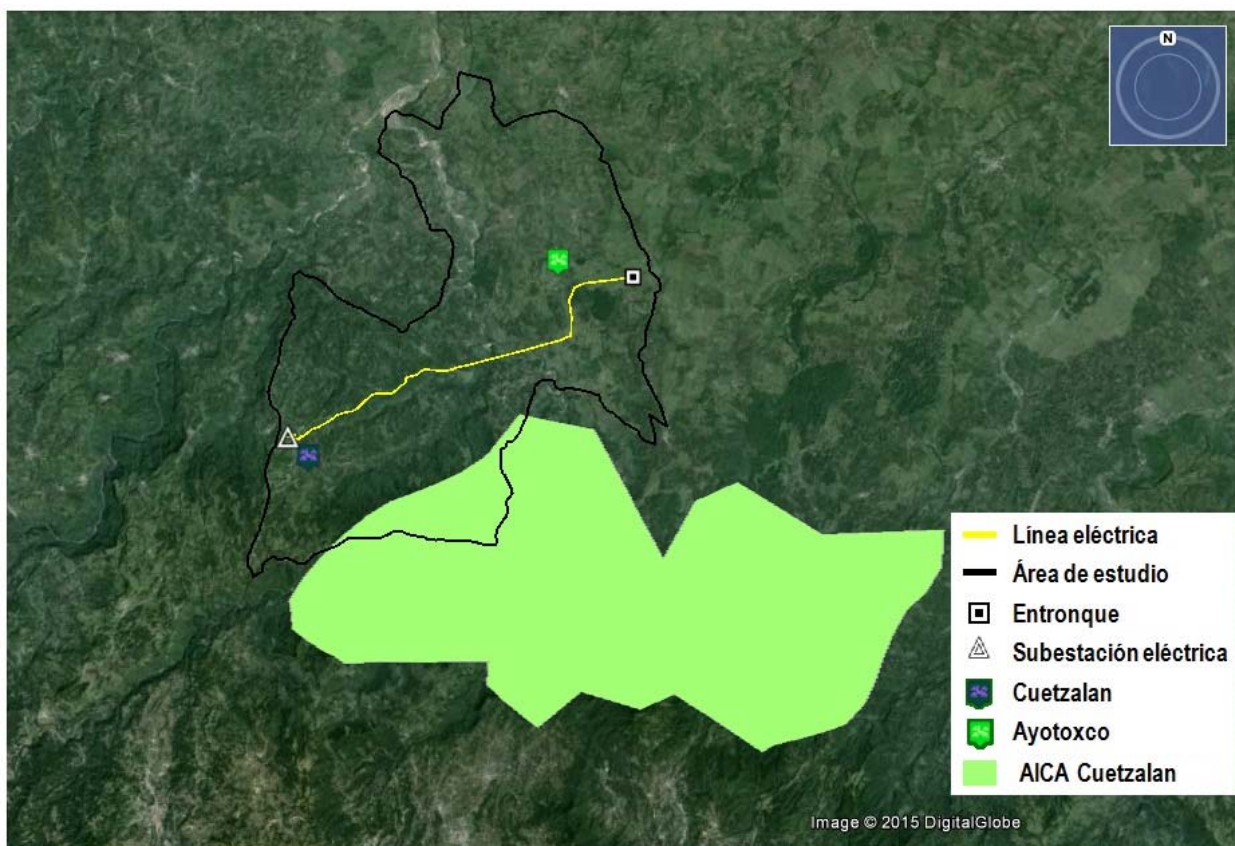 N
Línea eléctrica
Área de estudio
Entronque
Subestación eléctrica
Cuetzalan
Ayotoxco
AICA Cuetzalan
Image © 2015 DigitalGlobe